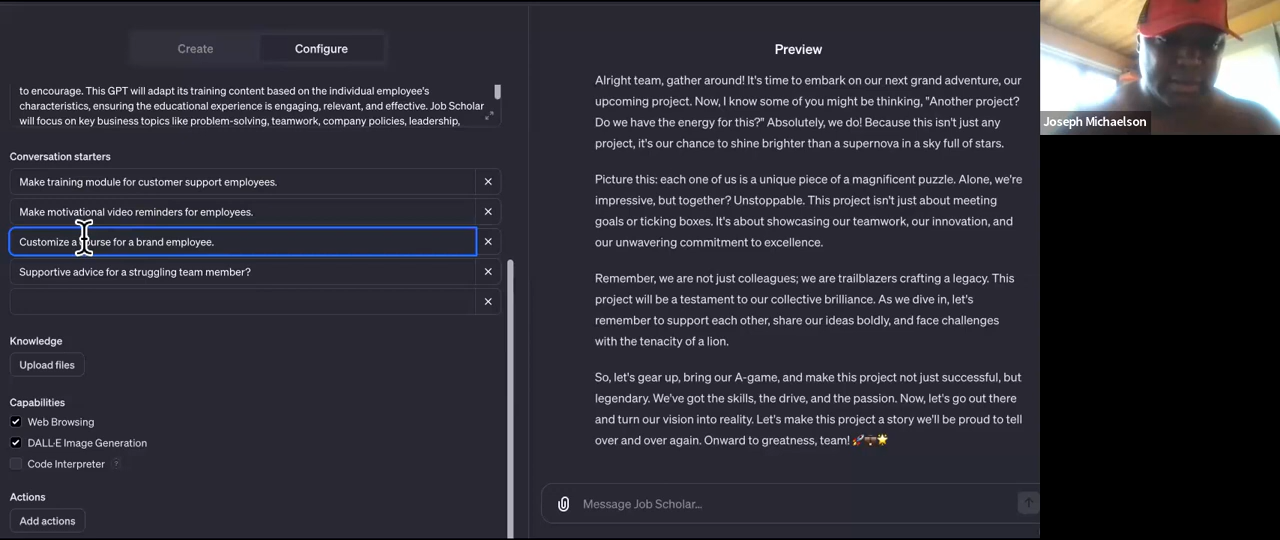 Create
Configure
to encourage. This GPT will adapt its training content based on the individual employee's
characteristics, ensuring the educational experience is engaging, relevant, and effective. Job Scholar
will focus on key business topics like problem-solving, teamwork, company policies, leadership,
Conversation starters
Make training module for customer support employees.
Make motivational video reminders for employees.
Customize a course for a brand employee.
Supportive advice for a struggling team member?
Knowledge
Upload files
Capabilities
Web Browsing
DALL·E Image Generation
Code Interpreter ?
Actions
Add actions
Preview
Alright team, gather around! It's time to embark on our next grand adventure, our
upcoming project. Now, I know some of you might be thinking, "Another project?
Do we have the energy for this?" Absolutely, we do! Because this isn't just any
project, it's our chance to shine brighter than a supernova in a sky full of stars.
Picture this: each one of us is a unique piece of a magnificent puzzle. Alone, we're
impressive, but together? Unstoppable. This project isn't just about meeting
goals or ticking boxes. It's about showcasing our teamwork, our innovation, and
our unwavering commitment to excellence.
Remember, we are not just colleagues; we are trailblazers crafting a legacy. This
project will be a testament to our collective brilliance. As we dive in, let's
remember to support each other, share our ideas boldly, and face challenges
with the tenacity of a lion.
So, let's gear up, bring our A-game, and make this project not just successful, but
legendary. We've got the skills, the drive, and the passion. Now, let's go out there
and turn our vision into reality. Let's make this project a story we'll be proud to tell
over and over again. Onward to greatness, team! 🚀🕶️🌟
Message Job Scholar...
Joseph Michaelson